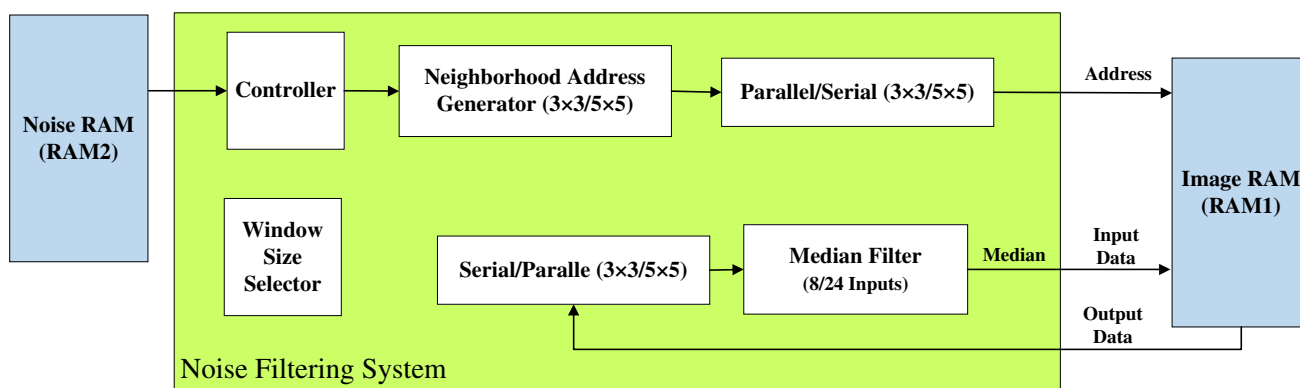 Noise RAM
(RAM2)
Controller
Neighborhood Address
Generator (3×3/5×5)
Parallel/Serial (3×3/5×5)
Address
Image RAM
(RAM1)
Window
Size
Selector
Serial/Paralle (3×3/5×5)
Median Filter
(8/24 Inputs)
Median
Input
Data
Output
Data
Noise Filtering System